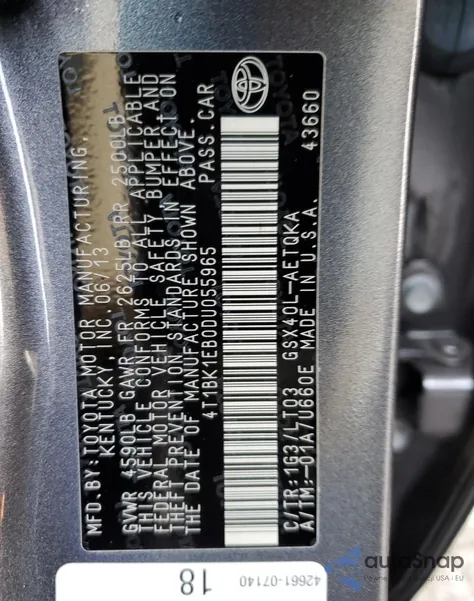 MFD. BY: TOYOTA MOTOR MANUFACTURING,
KENTUCKY INC. 06/13
GVWR 4590LB GAWR FR 2625LB RR 2500LB
THIS VEHICLE CONFORMS TO ALL APPLICABLE
FEDERAL MOTOR VEHICLE SAFETY BUMPER AND
THEFT PREVENTION STANDARDS IN EFFECT ON
THE DATE OF MANUFACTURE SHOWN ABOVE.
4T1BK1EB0DU055965 PASS. CAR
C/TR: 1G3/LT03 GSX40L-AETQKA
A/TM: -01A/U660E MADE IN U.S.A. 43660
TOYOTA
42661-07140
18
autoSnap